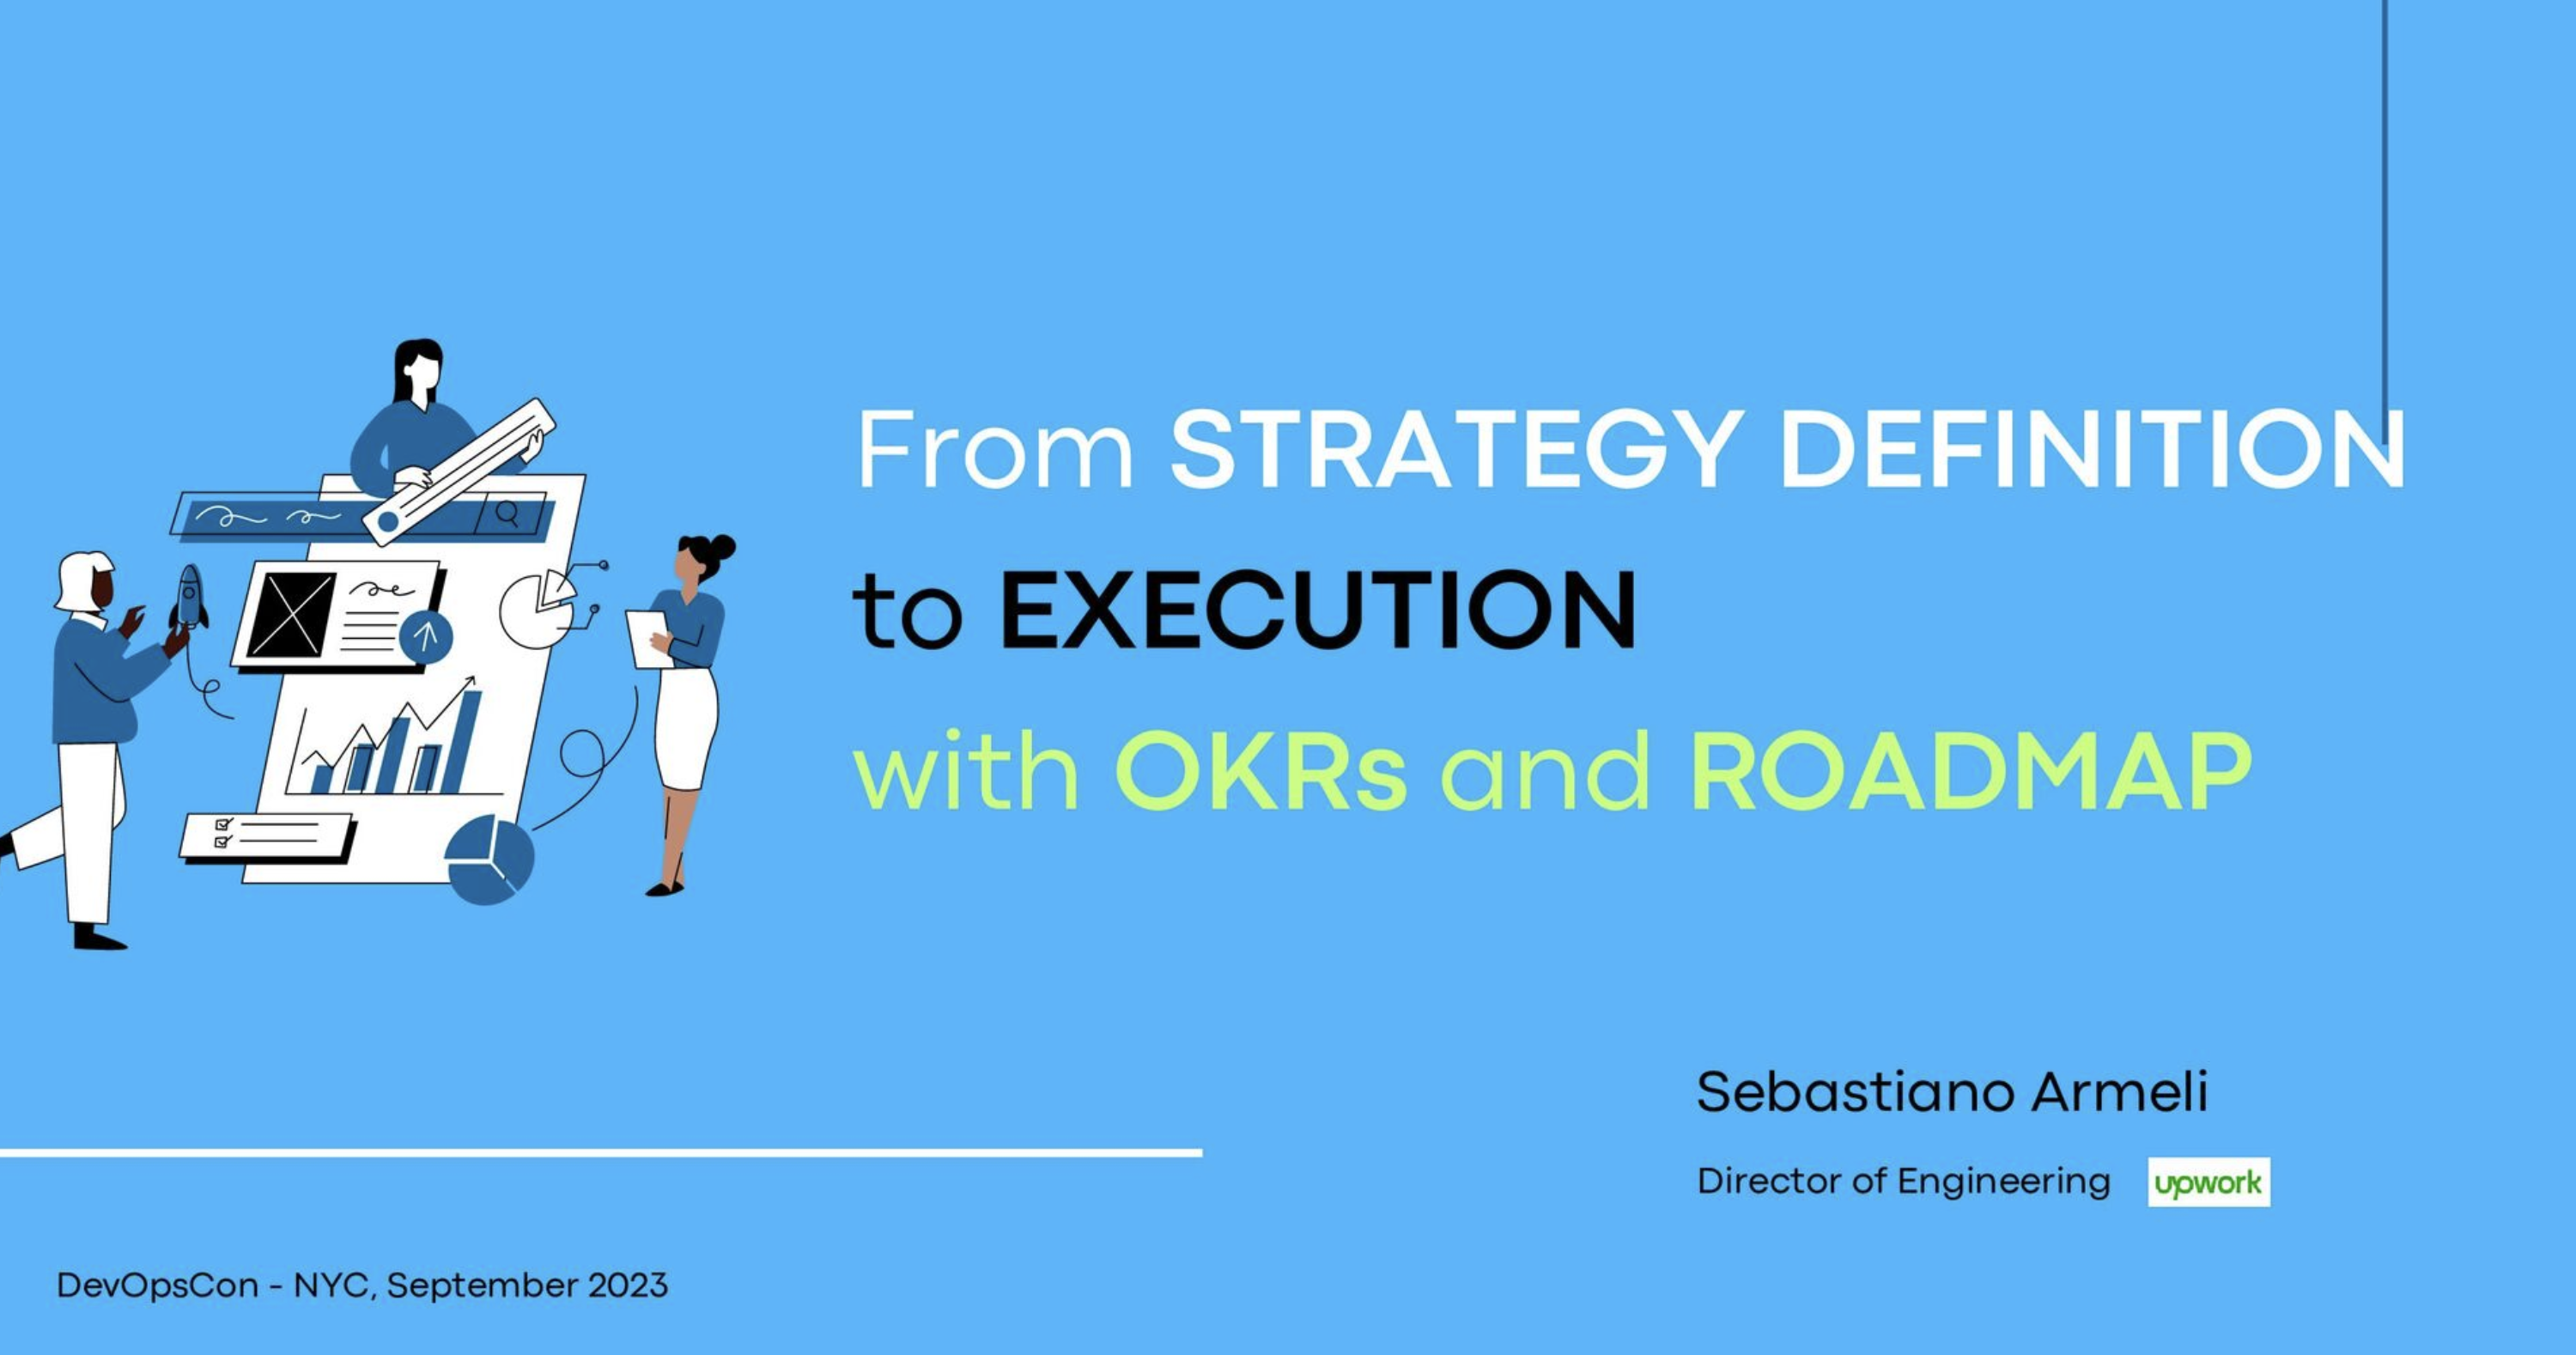 From STRATEGY DEFINITION
to EXECUTION
with OKRs and ROADMAP
Sebastiano Armeli
Director of Engineering upwork
DevOpsCon - NYC, September 2023